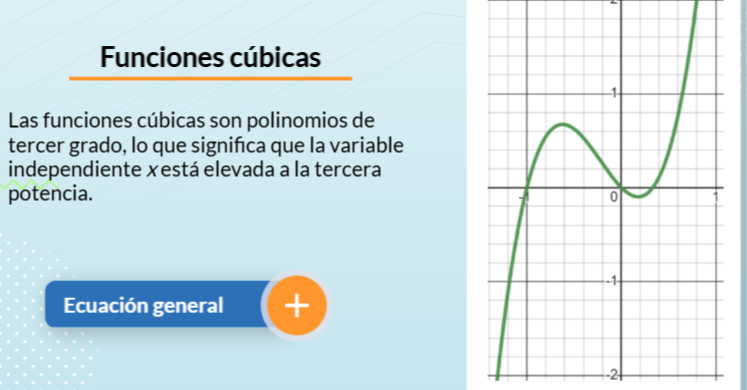 Funciones cúbicas
Las funciones cúbicas son polinomios de
tercer grado, lo que significa que la variable
independiente x está elevada a la tercera
potencia.
Ecuación general +
2
1
-1 0 1
-1
-2